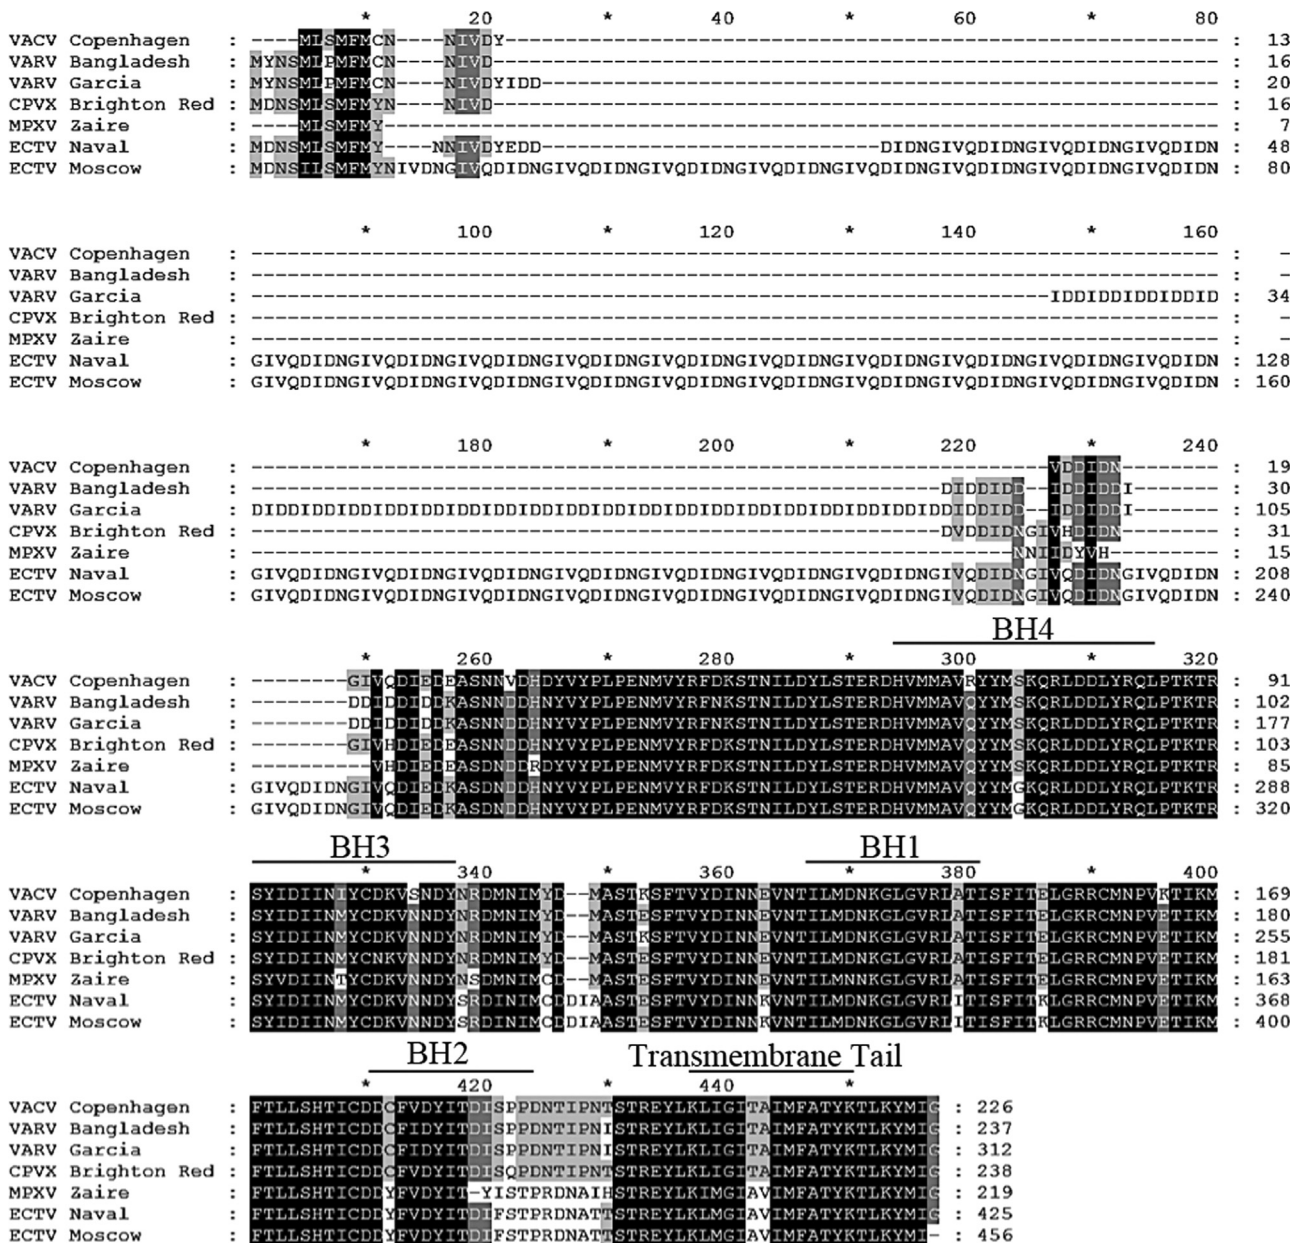 * 20 * 40 * 60 * 80
VACV Copenhagen : ----MLSMFMCN----NIVDY----------------------------------------------------------- : 13
VARV Bangladesh : MYNSMLPMFMCN----NIVD------------------------------------------------------------ : 16
VARV Garcia : MYNSMLPMFMCN----NIVDYIDD-------------------------------------------------------- : 20
CPVX Brighton Red : MDNSMLSMFMYN----NIVD------------------------------------------------------------ : 16
MPXV Zaire : ----MLSMFMY--------------------------------------------------------------------- : 7
ECTV Naval : MDNSMLSMFMY----NNIVDYEDD----------------------------DIDNGIVQDIDNGIVQDIDNGIVQDIDN : 48
ECTV Moscow : MDNSILSMFMYNIVDNGIVQDIDNGIVQDIDNGIVQDIDNGIVQDIDNGIVQDIDNGIVQDIDNGIVQDIDNGIVQDIDN : 80
* 100 * 120 * 140 * 160
VACV Copenhagen : -------------------------------------------------------------------------------- : -
VARV Bangladesh : -------------------------------------------------------------------------------- : -
VARV Garcia : ------------------------------------------------------------------IDDIDDIDDIDDID : 34
CPVX Brighton Red : -------------------------------------------------------------------------------- : -
MPXV Zaire : -------------------------------------------------------------------------------- : -
ECTV Naval : GIVQDIDNGIVQDIDNGIVQDIDNGIVQDIDNGIVQDIDNGIVQDIDNGIVQDIDNGIVQDIDNGIVQDIDNGIVQDIDN : 128
ECTV Moscow : GIVQDIDNGIVQDIDNGIVQDIDNGIVQDIDNGIVQDIDNGIVQDIDNGIVQDIDNGIVQDIDNGIVQDIDNGIVQDIDN : 160
* 180 * 200 * 220 * 240
VACV Copenhagen : ------------------------------------------------------------------VDDIDN-------- : 19
VARV Bangladesh : ---------------------------------------------------------DIDDIDD--IDDIDDI------- : 30
VARV Garcia : DIDDIDDIDDIDDIDDIDDIDDIDDIDDIDDIDDIDDIDDIDDIDDIDDIDDIDDIDDIDDIDD--IDDIDDI------- : 105
CPVX Brighton Red : ---------------------------------------------------------DVDDIDNGIVHDIDN-------- : 31
MPXV Zaire : ---------------------------------------------------------------NNIIDYVH--------- : 15
ECTV Naval : GIVQDIDNGIVQDIDNGIVQDIDNGIVQDIDNGIVQDIDNGIVQDIDNGIVQDIDNGIVQDIDNGIVQDIDNGIVQDIDN : 208
ECTV Moscow : GIVQDIDNGIVQDIDNGIVQDIDNGIVQDIDNGIVQDIDNGIVQDIDNGIVQDIDNGIVQDIDNGIVQDIDNGIVQDIDN : 240
BH4
* 260 * 280 * 300 * 320
VACV Copenhagen : --------GIVQDIEDEASNNVDHDYVYPLPENMVYRFDKSTNILDYLSTERDHVMMAVRYYMSKQRLDDLYRQLPTKTR : 91
VARV Bangladesh : --------DDIDDIDDKASNNDDHNYVYPLPENMVYRFDKSTNILDYLSTERDHVMMAVQYYMSKQRLDDLYRQLPTKTR : 102
VARV Garcia : --------DDIDDIDDKASNNDDHNYVYPLPENMVYRFDKSTNILDYLSTERDHVMMAVQYYMSKQRLDDLYRQLPTKTR : 177
CPVX Brighton Red : --------GIVHDIEDEASNNDDHNYVYPLPENMVYRFDKSTNILDYLSTERDHVMMAVQYYMSKQRLDDLYRQLPTKTR : 103
MPXV Zaire : ----------VHDIEDEASDNDDRDYVYPLPENMVYRFDKSTNILDYLSTERDHVMMAVQYYMSKQRLDDLYRQLPTKTR : 85
ECTV Naval : GIVQDIDNGIVQDIEDEASDNDDHNYVYPLPENMVYRFDKSTNILDYLSTERDHVMMAVQYYMGKQRLDDLYRQLPTKTR : 288
ECTV Moscow : GIVQDIDNGIVQDIEDKASDNDDHNYVYPLPENMVYRFDKSTNILDYLSTERDHVMMAVQYYMGKQRLDDLYRQLPTKTR : 320
BH3 BH1
* 340 * 360 * 380 * 400
VACV Copenhagen : SYIDIINIYCDKVSNDYNRDMNIMYD--MASTKSFTVYDINNEVNTILMDNKGLGVRLATISFITELGRRCMNPVKTIKM : 169
VARV Bangladesh : SYIDIINMYCDKVNNDYNRDMNIMYD--MASTESFTVYDINNEVNTILMDNKGLGVRLATISFITELGRRCMNPVETIKM : 180
VARV Garcia : SYIDIINMYCDKVNNDYNRDMNIMYD--MASTKSFTVYDINNEVNTILMDNKGLGVRLATISFITELGKRCMNPVETIKM : 255
CPVX Brighton Red : SYIDIINMYCNKVNNDYNRDMNIMYD--MASTESFTVYDINNEVNTILMDNKGLGVRLATISFITELGRRCMNPVETIKM : 181
MPXV Zaire : SYVDIINTYCDKVNNDYNSDMNIMCD--MASTESFTVYDINNEVNTILMNNKGLGVRLATISFITELGRRCMNPVETIKM : 163
ECTV Naval : SYIDIINMYCDKVNNDYSRDINIMCDDIAASTESFTVYDINNKVNTILMDNKGLGVRLITISFITKLGRRCMNPVETIKM : 368
ECTV Moscow : SYIDIINMYCDKVNNDYSRDINIMCDDIAASTESFTVYDINNKVNTILMDNKGLGVRLITISFITKLGRRCMNPVETIKM : 400
BH2 Transmembrane Tail
* 420 * 440 *
VACV Copenhagen : FTLLSHTICDDCFVDYITDISPPDNTIPNTSTREYLKLIGITAIMFATYKTLKYMIG : 226
VARV Bangladesh : FTLLSHTICDDCFIDYITDISPPDNTIPNISTREYLKLIGITAIMFATYKTLKYMIG : 237
VARV Garcia : FTLLSHTICDDCFIDYITDISPPDNTIPNISTREYLKLIGITAIMFATYKTLKYMIG : 312
CPVX Brighton Red : FTLLSHTICDDCFVDYITDISQPDNTIPNTSTREYLKLIGITAIMFATYKTLKYMIG : 238
MPXV Zaire : FTLLSHTICDDYFVDYIT-YISTPRDNAIHSTREYLKIMGIAVIMFATYKTLKYMIG : 219
ECTV Naval : FTLLSHTICDDYFVDYITDIFSTPRDNATTSTREYLKLMGIAVIMFATYKTLKYMIG : 425
ECTV Moscow : FTLLSHTICDDYFVDYITDIFSTPRDNATTSTREYLKLMGIAVIMFATYKTLKYMI- : 456